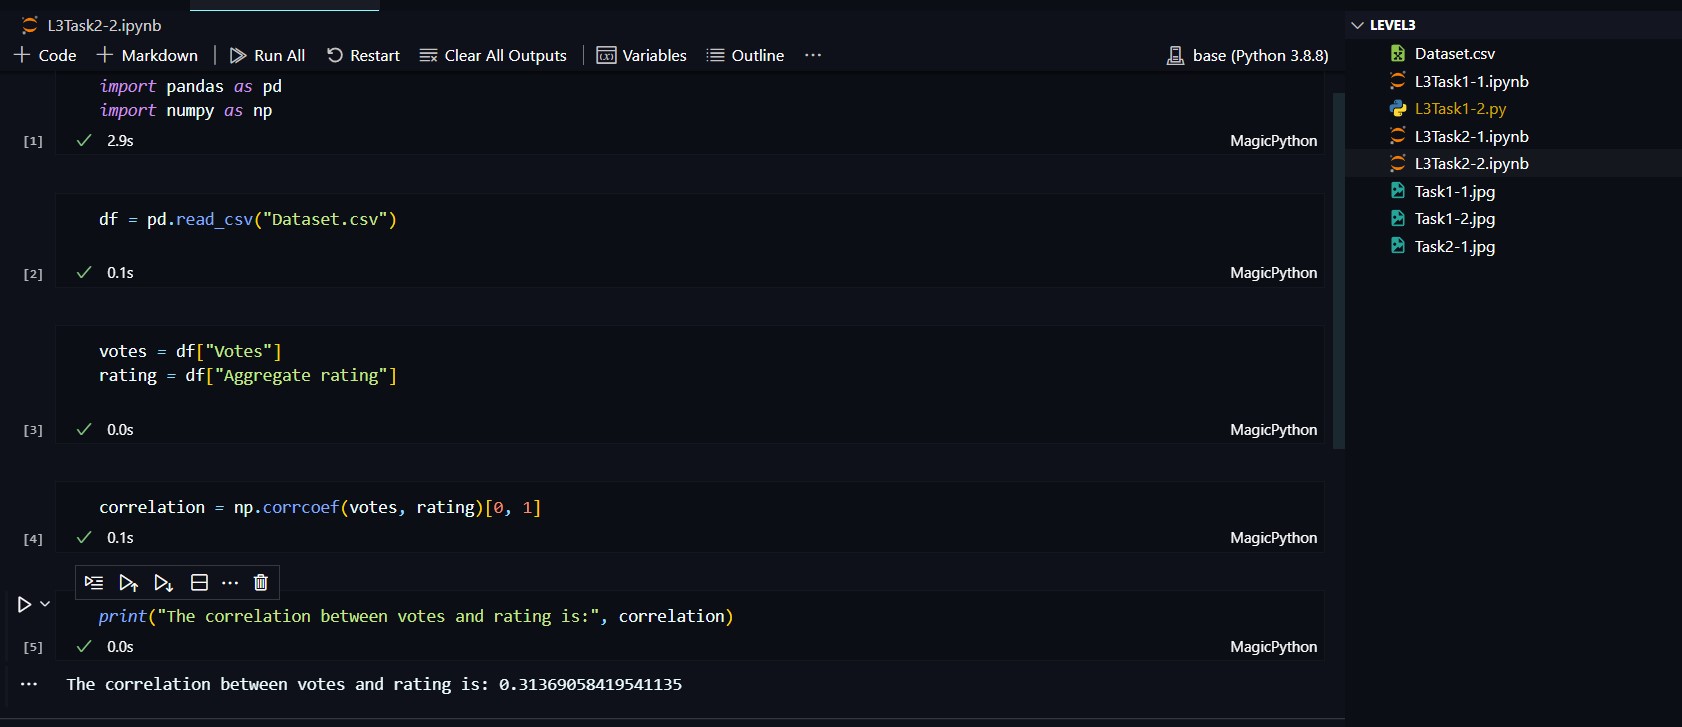 L3Task2-2.ipynb
Code Markdown Run All Restart Clear All Outputs Variables Outline ··· base (Python 3.8.8)
import pandas as pd
import numpy as np
[1] 2.9s MagicPython
df = pd.read_csv("Dataset.csv")
[2] 0.1s MagicPython
votes = df["Votes"]
rating = df["Aggregate rating"]
[3] 0.0s MagicPython
correlation = np.corrcoef(votes, rating)[0, 1]
[4] 0.1s MagicPython
print("The correlation between votes and rating is:", correlation)
[5] 0.0s MagicPython
The correlation between votes and rating is: 0.31369058419541135
LEVEL3
Dataset.csv
L3Task1-1.ipynb
L3Task1-2.py
L3Task2-1.ipynb
L3Task2-2.ipynb
Task1-1.jpg
Task1-2.jpg
Task2-1.jpg